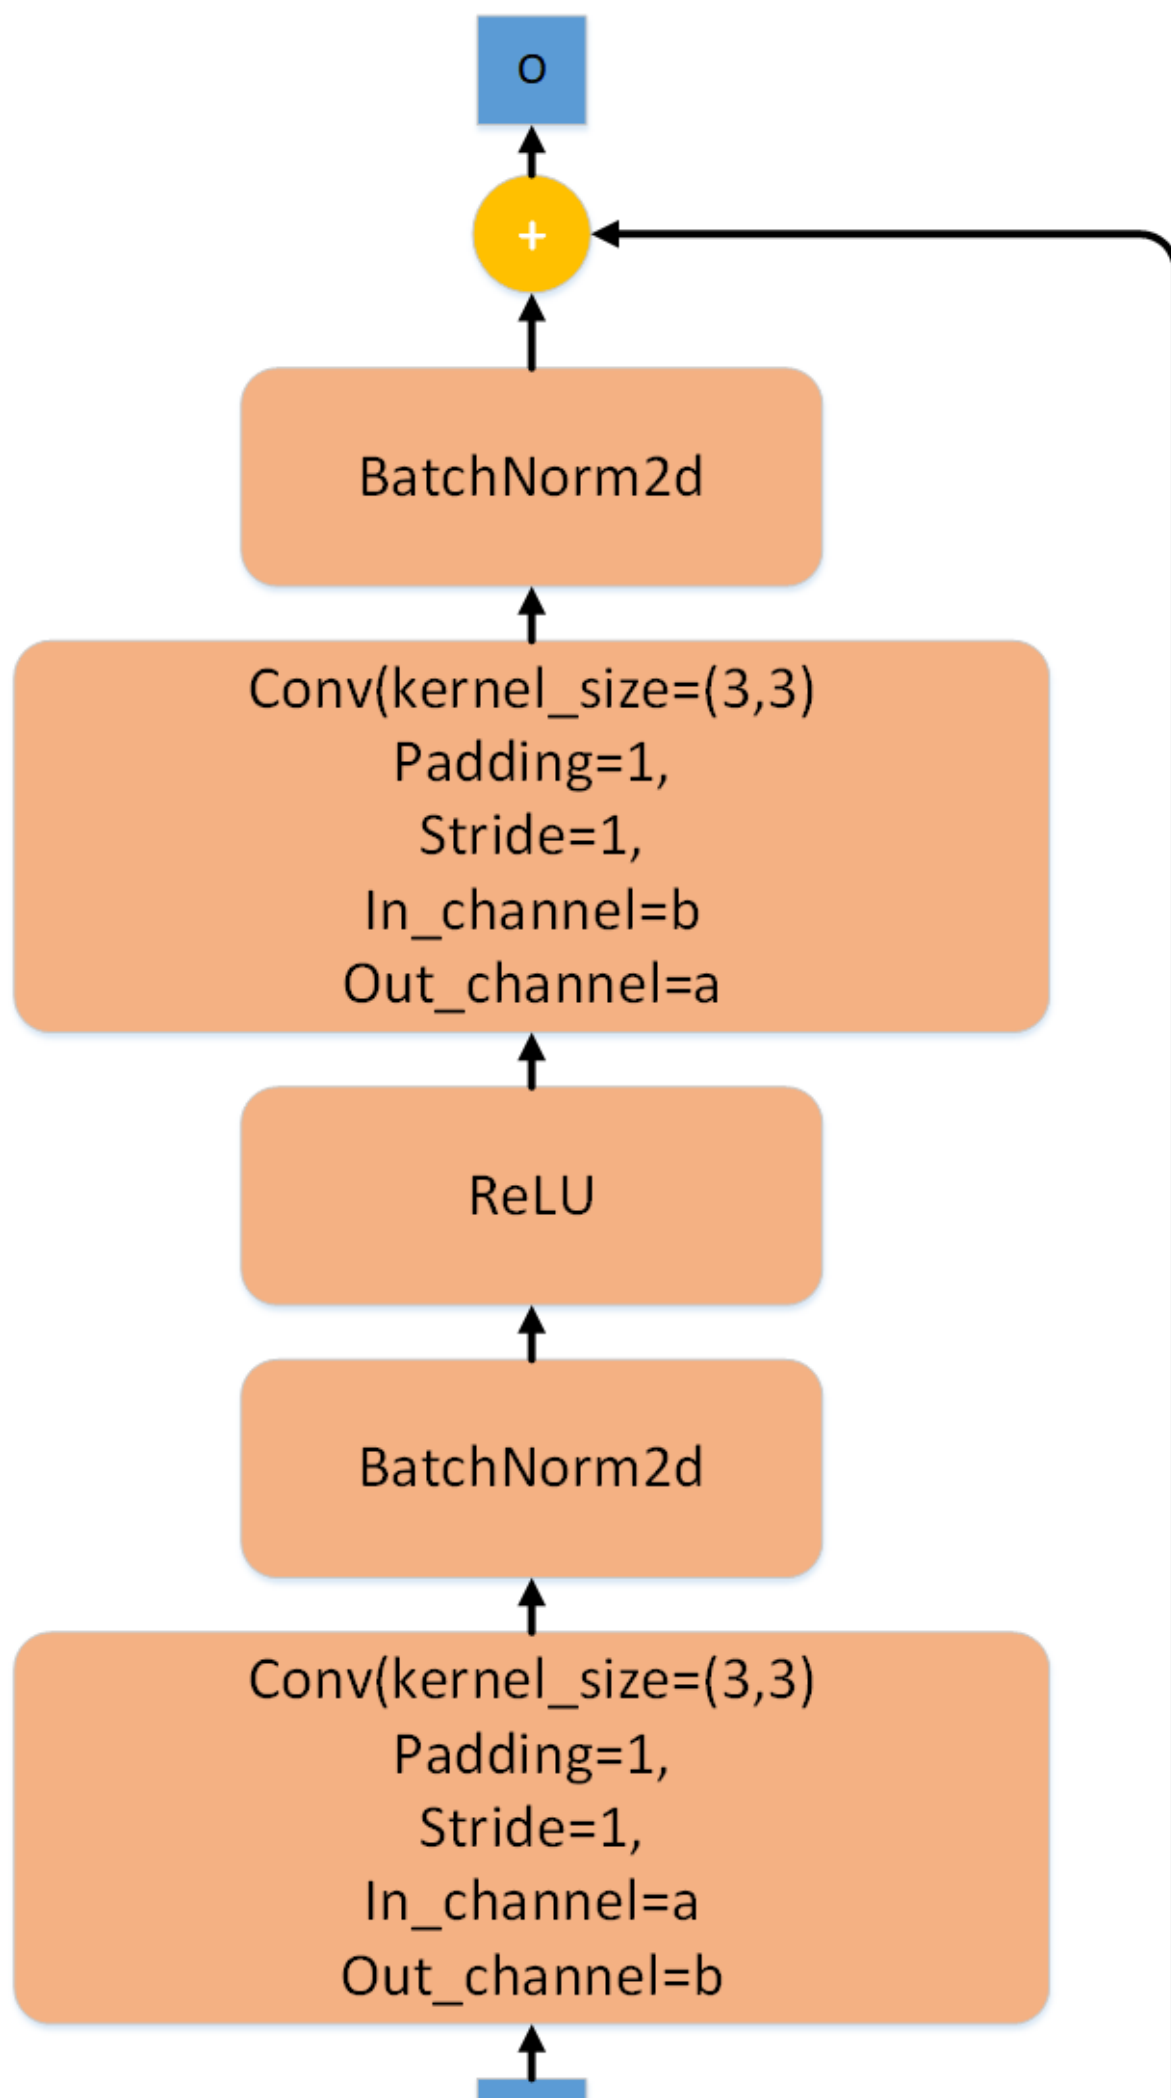 o
+
BatchNorm2d
Conv(kernel_size=(3,3)
Padding=1,
Stride=1,
In_channel=b
Out_channel=a
ReLU
BatchNorm2d
Conv(kernel_size=(3,3)
Padding=1,
Stride=1,
In_channel=a
Out_channel=b